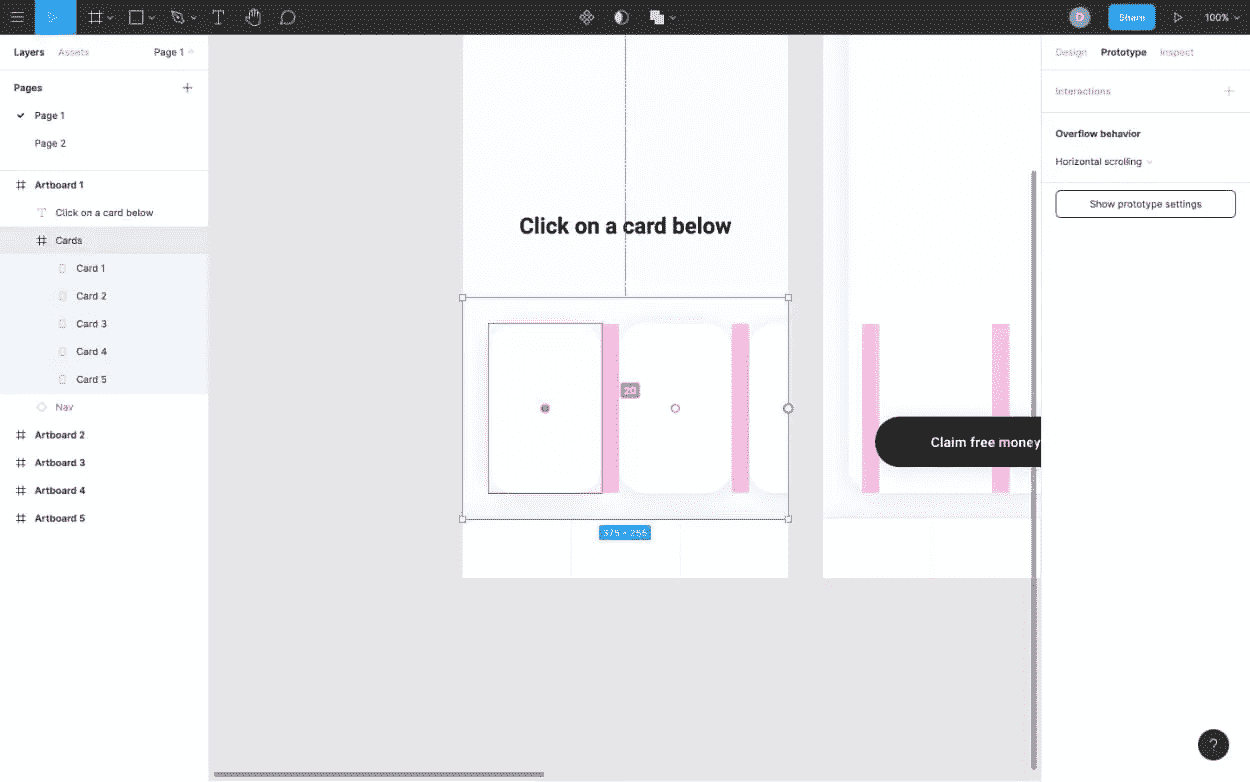 Share
100%
Layers
Assets
Page 1
Design
Prototype
Inspect
Pages
Page 1
Page 2
Interactions
Overflow behavior
Horizontal scrolling
Show prototype settings
Artboard 1
Click on a card below
Cards
Card 1
Card 2
Card 3
Card 4
Card 5
Nav
Artboard 2
Artboard 3
Artboard 4
Artboard 5
Click on a card below
20
Claim free money
375 × 256
?